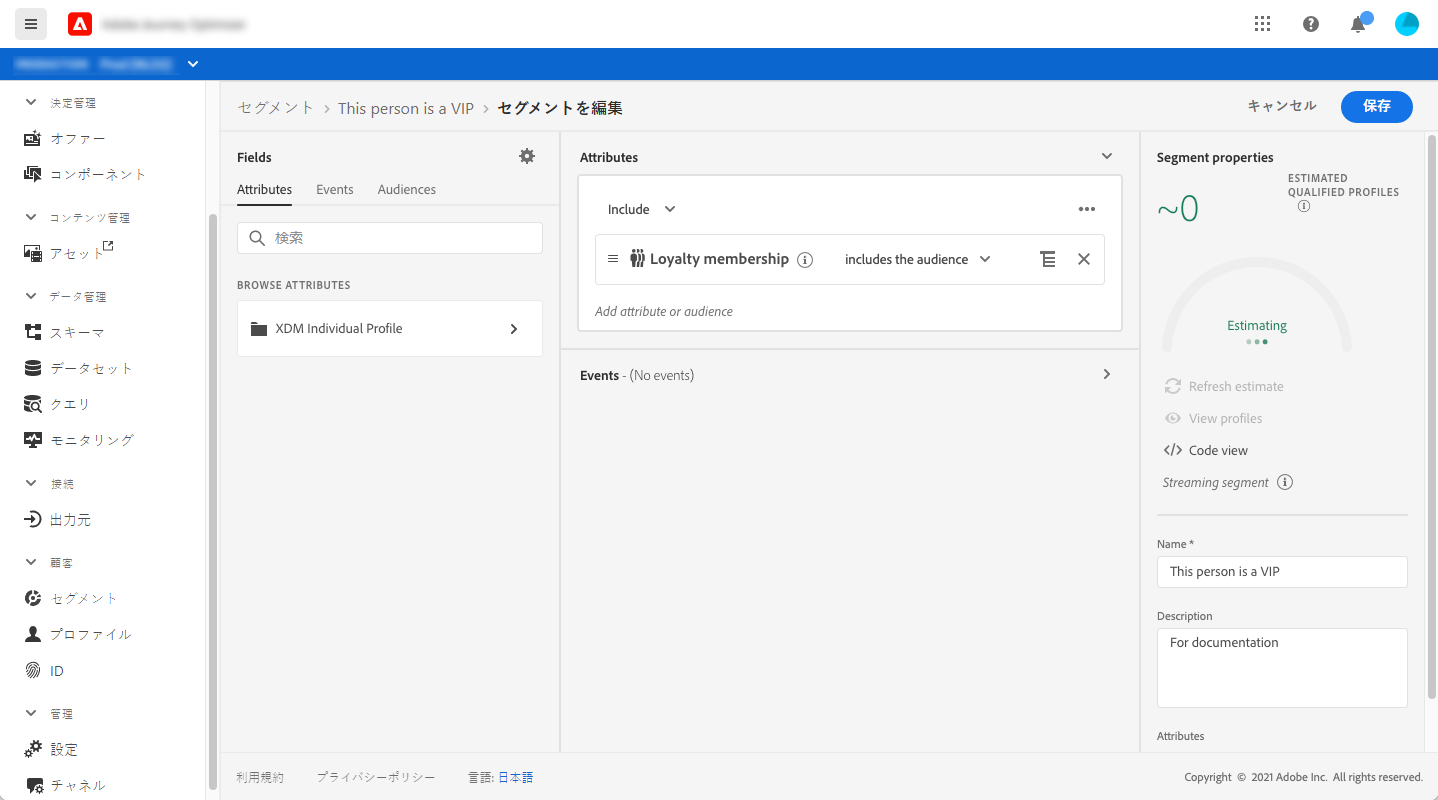 決定管理
オファー
コンポーネント
コンテンツ管理
アセット
データ管理
スキーマ
データセット
クエリ
モニタリング
接続
出力元
顧客
セグメント
プロファイル
ID
管理
設定
チャネル
セグメント > This person is a VIP > セグメントを編集
キャンセル
保存
Fields
Attributes Events Audiences
検索
BROWSE ATTRIBUTES
XDM Individual Profile
Attributes
Include
Loyalty membership includes the audience
Add attribute or audience
Events - (No events)
Segment properties
~0
ESTIMATED
QUALIFIED PROFILES
Estimating
Refresh estimate
View profiles
Code view
Streaming segment
Name *
This person is a VIP
Description
For documentation
Attributes
利用規約 プライバシーポリシー 言語: 日本語
Copyright © 2021 Adobe Inc. All rights reserved.